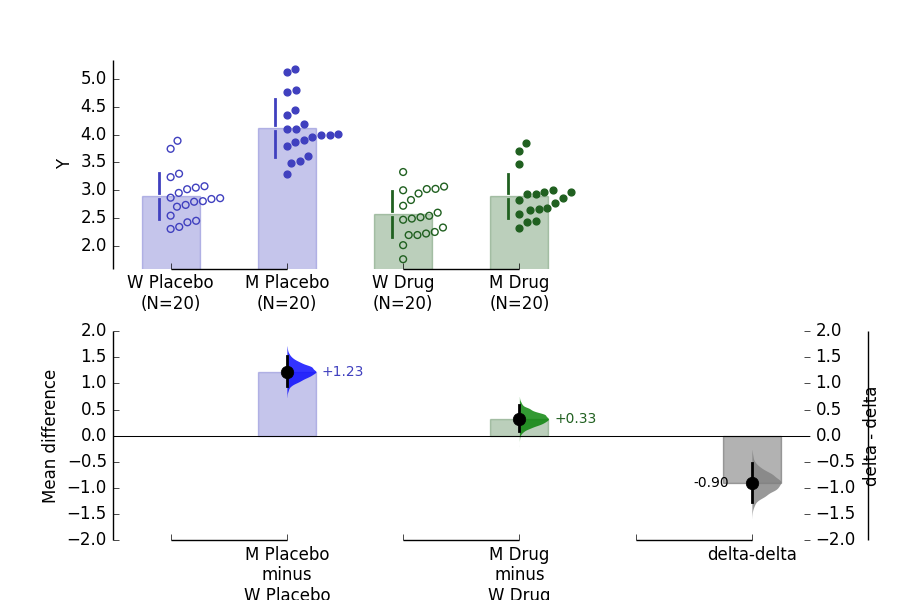 5.0
4.5
4.0
3.5
3.0
2.5
2.0
Y
W Placebo
(N=20)
M Placebo
(N=20)
W Drug
(N=20)
M Drug
(N=20)
2.0
1.5
1.0
0.5
0.0
−0.5
−1.0
−1.5
−2.0
Mean difference
+1.23
+0.33
-0.90
2.0
1.5
1.0
0.5
0.0
−0.5
−1.0
−1.5
−2.0
delta - delta
M Placebo
minus
W Placebo
M Drug
minus
W Drug
delta-delta